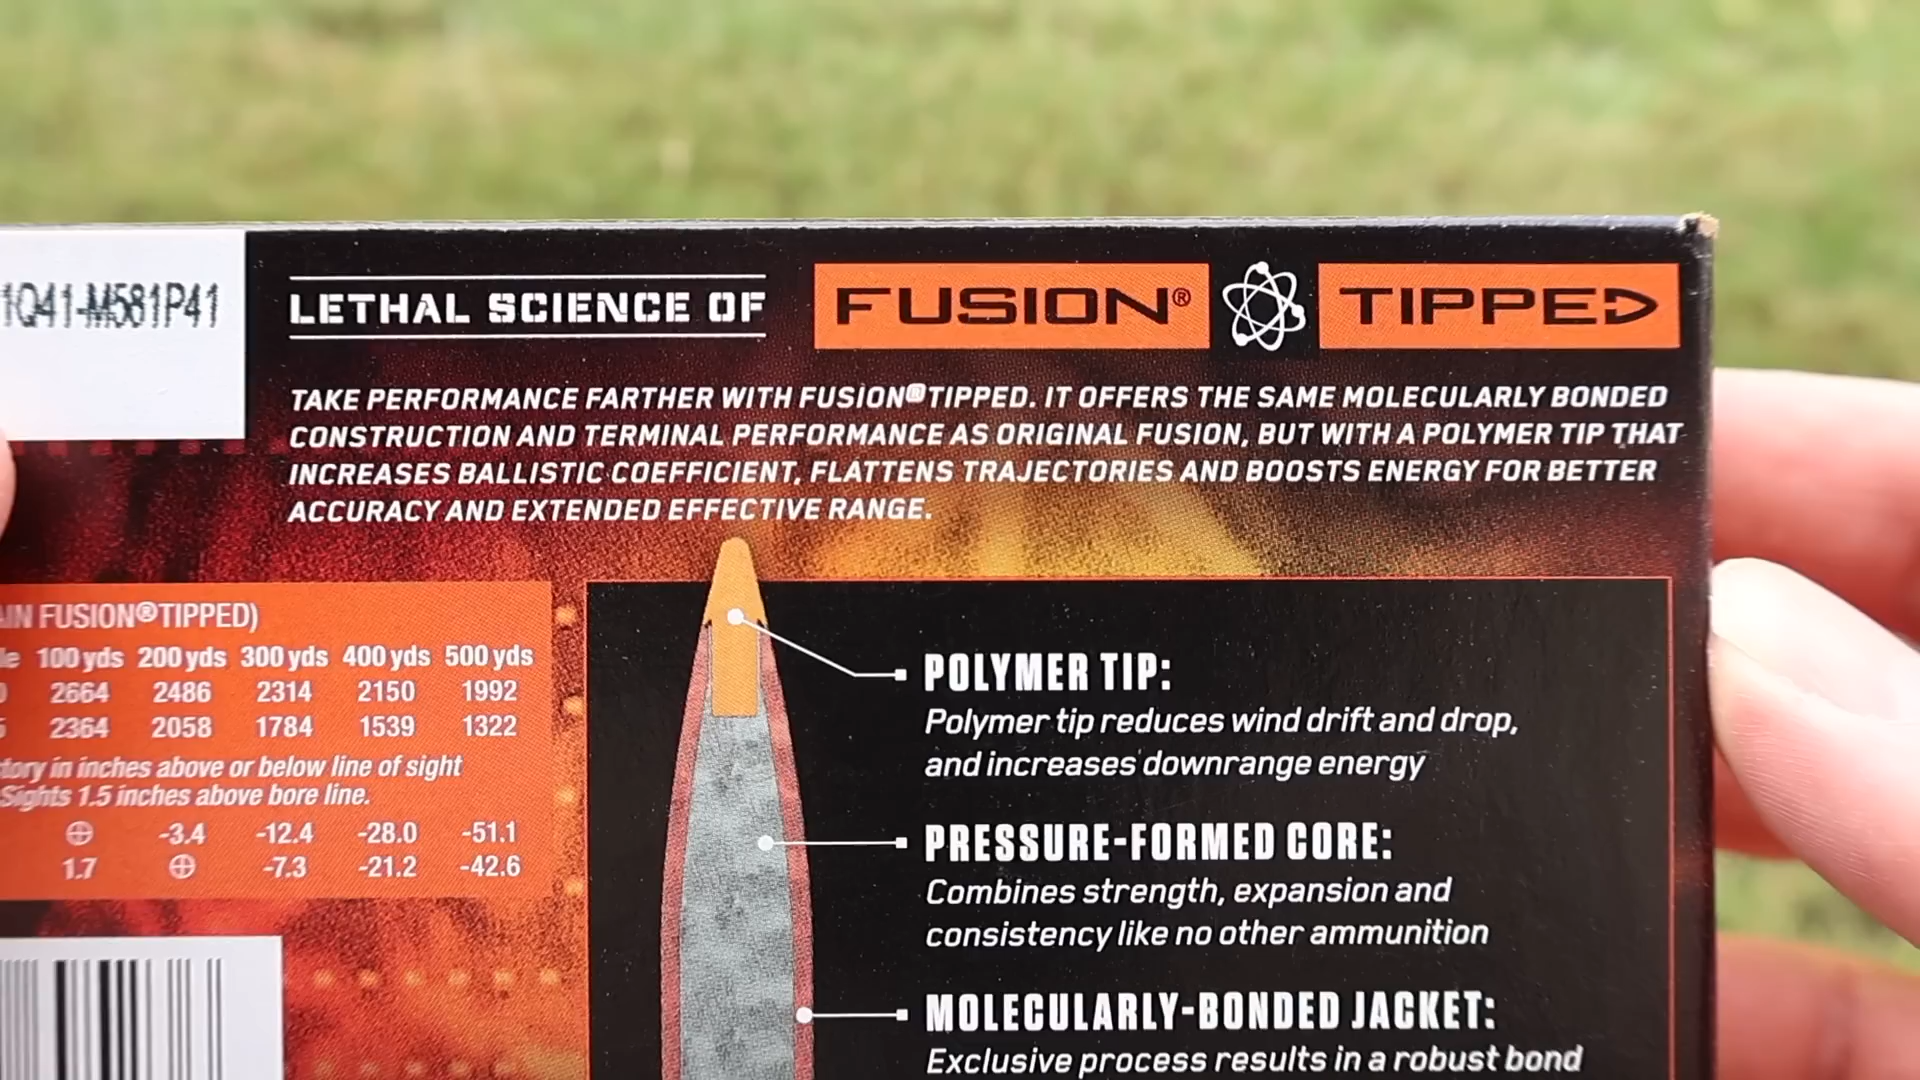 1Q41-M581P41
LETHAL SCIENCE OF FUSION® TIPPED
TAKE PERFORMANCE FARTHER WITH FUSION® TIPPED. IT OFFERS THE SAME MOLECULARLY BONDED
CONSTRUCTION AND TERMINAL PERFORMANCE AS ORIGINAL FUSION, BUT WITH A POLYMER TIP THAT
INCREASES BALLISTIC COEFFICIENT, FLATTENS TRAJECTORIES AND BOOSTS ENERGY FOR BETTER
ACCURACY AND EXTENDED EFFECTIVE RANGE.
FUSION® TIPPED)
100 yds 200 yds 300 yds 400 yds 500 yds
2664 2486 2314 2150 1992
2364 2058 1784 1539 1322
in inches above or below line of sight
Sights 1.5 inches above bore line.
⊕ -3.4 -12.4 -28.0 -51.1
1.7 ⊕ -7.3 -21.2 -42.6
POLYMER TIP:
Polymer tip reduces wind drift and drop,
and increases downrange energy
PRESSURE-FORMED CORE:
Combines strength, expansion and
consistency like no other ammunition
MOLECULARLY-BONDED JACKET:
Exclusive process results in a robust bond